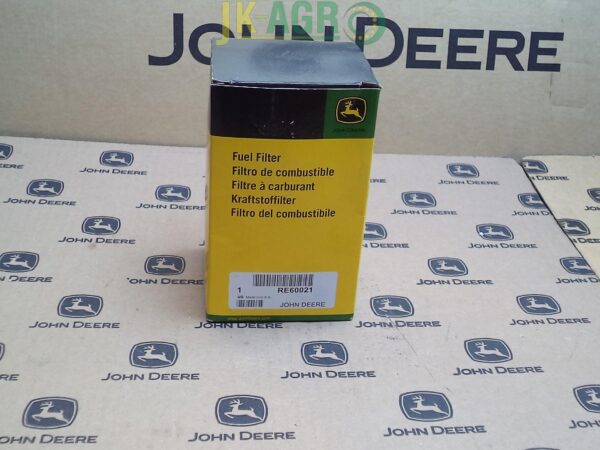 JK-AGRO
JOHN DEERE
JOHN DEERE
Fuel Filter
Filtro de combustible
Filtre à carburant
Kraftstoffilter
Filtro del combustibile
1 RE60021
JOHN DEERE
JOHN DEERE
JOHN DEERE
JOHN DEERE
JOHN DEERE
JOHN DEERE
JOHN DEERE
JOHN DEERE
JOHN DEERE
JOHN DEERE